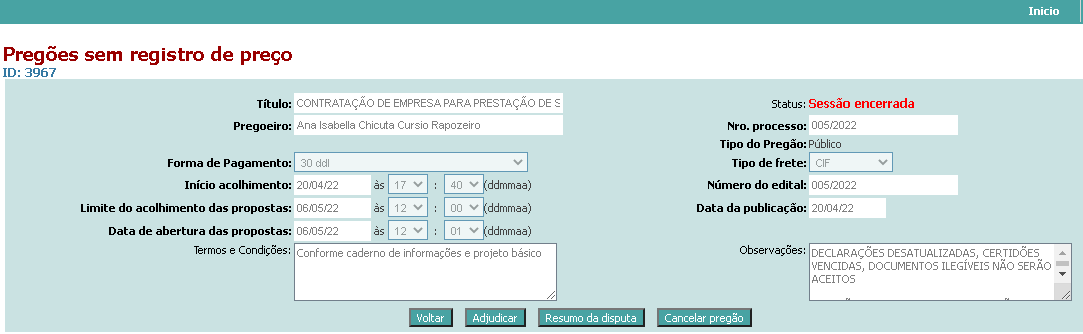 Inicio
Pregões sem registro de preço
ID: 3967
Título: CONTRATAÇÃO DE EMPRESA PARA PRESTAÇÃO DE S
Status: Sessão encerrada
Pregoeiro: Ana Isabella Chicuta Cursio Rapozeiro
Nro. processo: 005/2022
Tipo do Pregão: Público
Forma de Pagamento: 30 ddl
Tipo de frete: CIF
Início acolhimento: 20/04/22 às 17 : 40 (ddmmaa)
Número do edital: 005/2022
Limite do acolhimento das propostas: 06/05/22 às 12 : 00 (ddmmaa)
Data da publicação: 20/04/22
Data de abertura das propostas: 06/05/22 às 12 : 01 (ddmmaa)
Termos e Condições: Conforme caderno de informações e projeto básico
Observações: DECLARAÇÕES DESATUALIZADAS, CERTIDÕES
VENCIDAS, DOCUMENTOS ILEGÍVEIS NÃO SERÃO
ACEITOS
Voltar Adjudicar Resumo da disputa Cancelar pregão